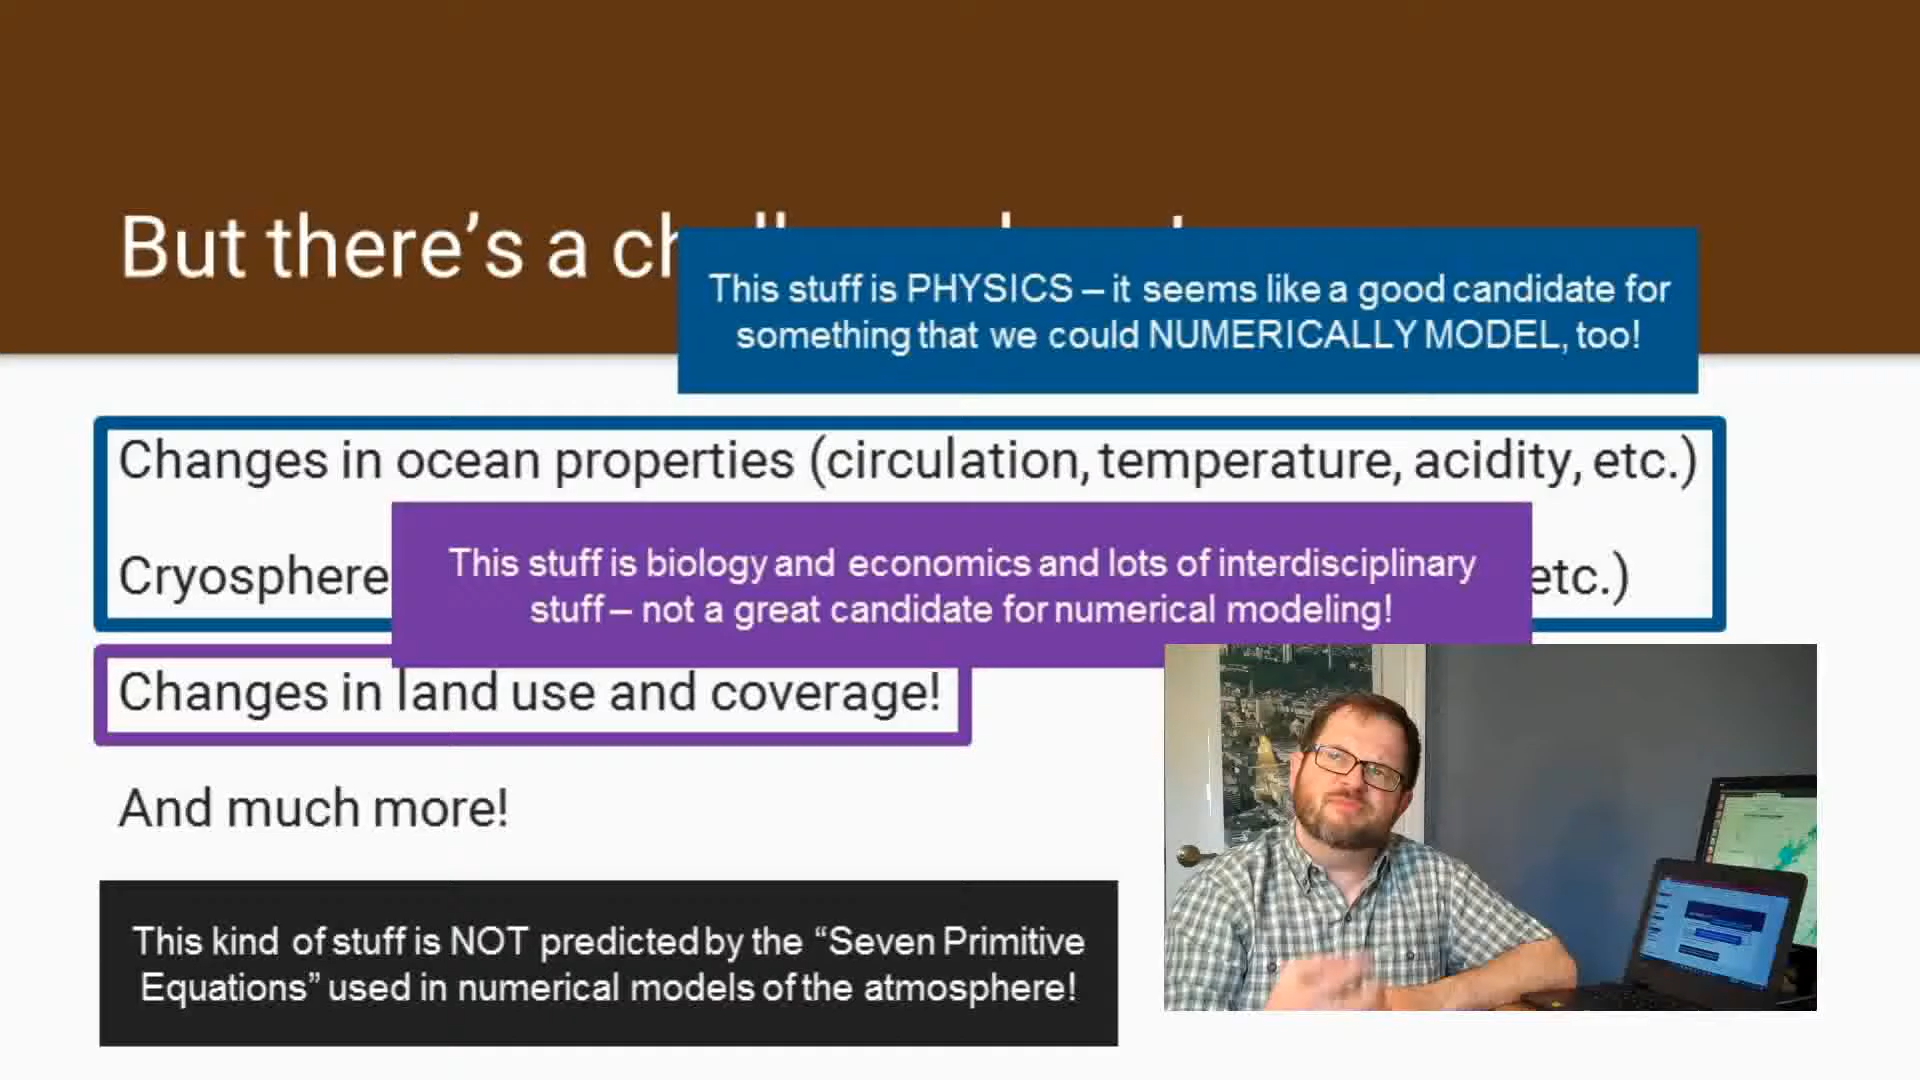 But there's a
This stuff is PHYSICS – it seems like a good candidate for
something that we could NUMERICALLY MODEL, too!
Changes in ocean properties (circulation, temperature, acidity, etc.)
Cryosphere
etc.)
This stuff is biology and economics and lots of interdisciplinary
stuff – not a great candidate for numerical modeling!
Changes in land use and coverage!
And much more!
This kind of stuff is NOT predicted by the “Seven Primitive
Equations” used in numerical models of the atmosphere!